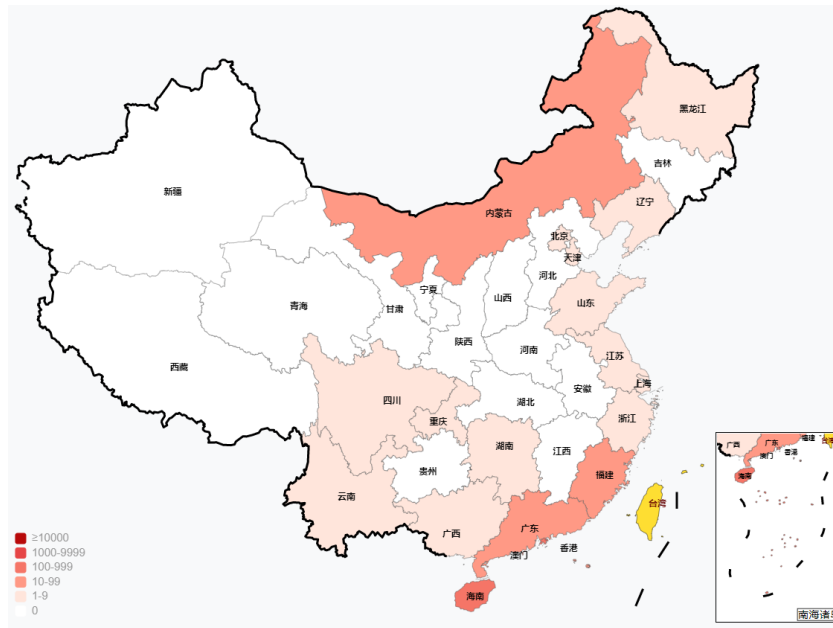 黑龙江
吉林
新疆
辽宁
内蒙古
北京
天津
河北
宁夏
山西
青海
甘肃
山东
陕西
河南
江苏
西藏
上海
安徽
四川
湖北
浙江
重庆
湖南
江西
贵州
福建
云南
台湾
广西
广东
澳门
香港
海南
≥10000
1000-9999
100-999
10-99
1-9
0
福建
台湾
广西
广东
澳门
香港
海南
南海诸岛